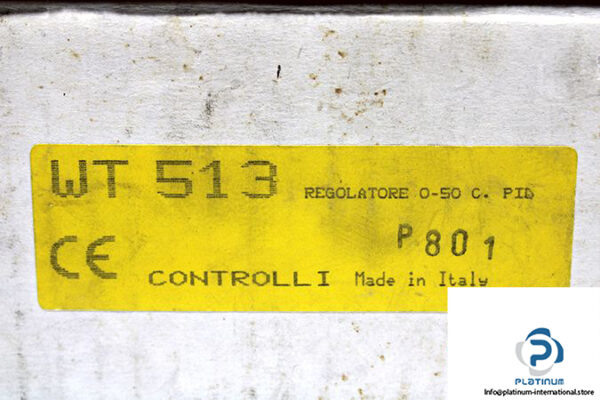 WT 513 REGOLATORE 0-50 C. PID
P801
CE CONTROLLI Made in Italy
PLATINUM
Info@platinum-international.store